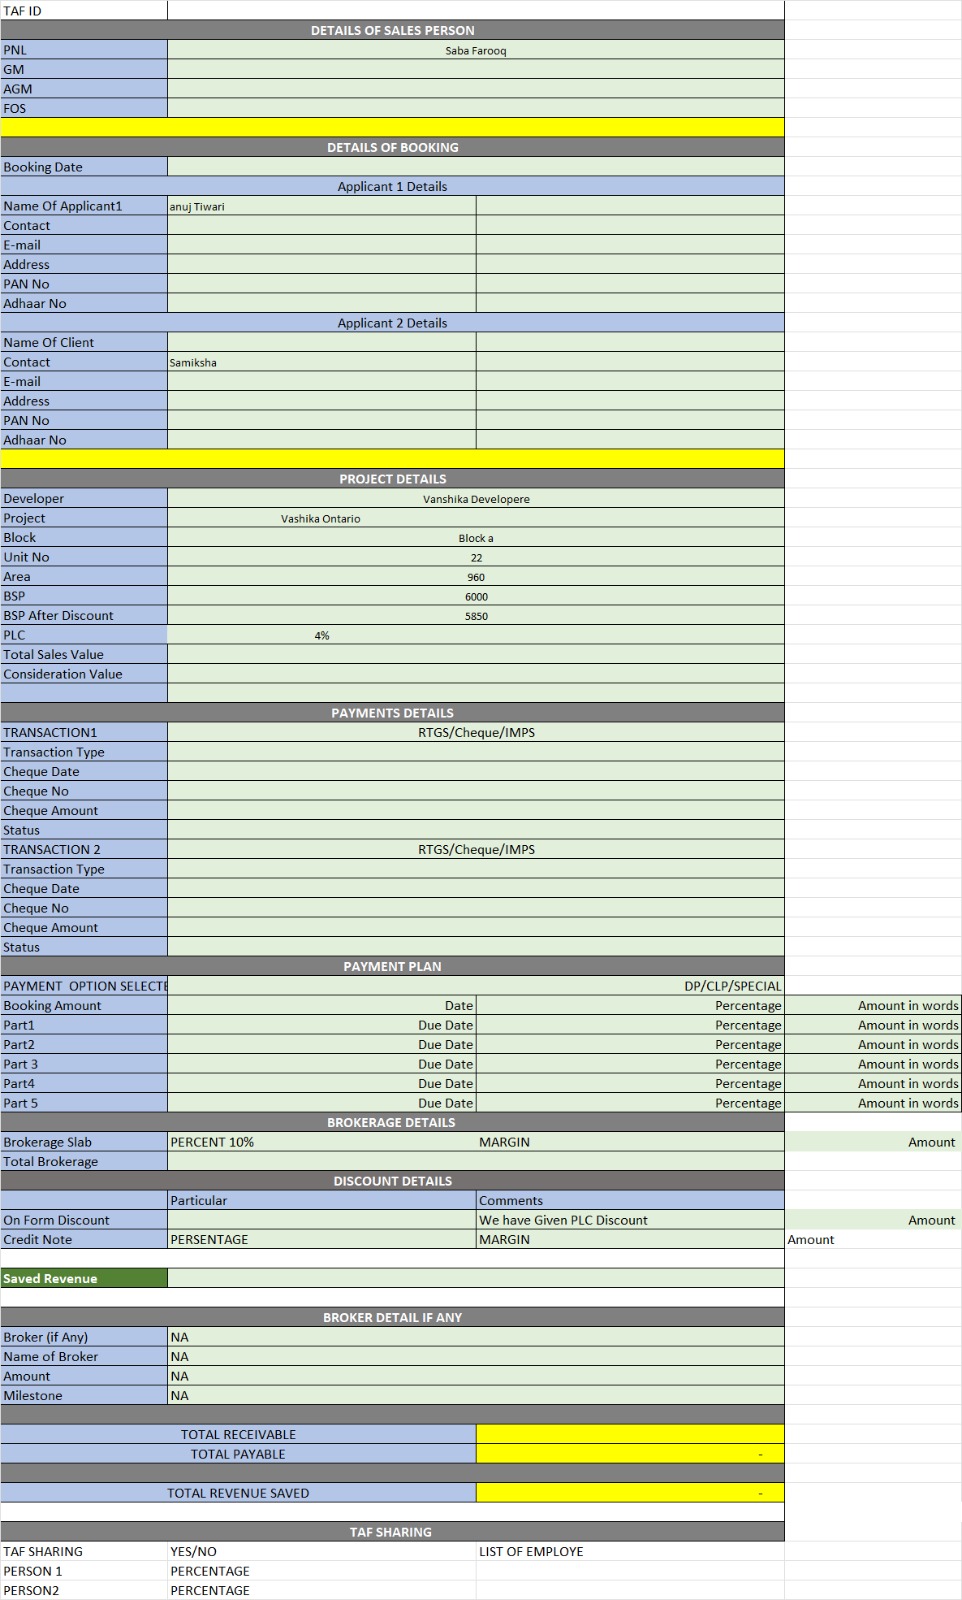 TAF ID
DETAILS OF SALES PERSON
PNL Saba Farooq
GM
AGM
FOS
DETAILS OF BOOKING
Booking Date
Applicant 1 Details
Name Of Applicant1 anuj Tiwari
Contact
E-mail
Address
PAN No
Adhaar No
Applicant 2 Details
Name Of Client
Contact Samiksha
E-mail
Address
PAN No
Adhaar No
PROJECT DETAILS
Developer Vanshika Developere
Project Vashika Ontario
Block Block a
Unit No 22
Area 960
BSP 6000
BSP After Discount 5850
PLC 4%
Total Sales Value
Consideration Value
PAYMENTS DETAILS
TRANSACTION1 RTGS/Cheque/IMPS
Transaction Type
Cheque Date
Cheque No
Cheque Amount
Status
TRANSACTION 2 RTGS/Cheque/IMPS
Transaction Type
Cheque Date
Cheque No
Cheque Amount
Status
PAYMENT PLAN
PAYMENT OPTION SELECTE DP/CLP/SPECIAL
Booking Amount Date Percentage Amount in words
Part1 Due Date Percentage Amount in words
Part2 Due Date Percentage Amount in words
Part 3 Due Date Percentage Amount in words
Part4 Due Date Percentage Amount in words
Part 5 Due Date Percentage Amount in words
BROKERAGE DETAILS
Brokerage Slab PERCENT 10% MARGIN Amount
Total Brokerage
DISCOUNT DETAILS
Particular Comments
On Form Discount We have Given PLC Discount Amount
Credit Note PERSENTAGE MARGIN Amount
Saved Revenue
BROKER DETAIL IF ANY
Broker (if Any) NA
Name of Broker NA
Amount NA
Milestone NA
TOTAL RECEIVABLE
TOTAL PAYABLE -
TOTAL REVENUE SAVED -
TAF SHARING
TAF SHARING YES/NO LIST OF EMPLOYE
PERSON 1 PERCENTAGE
PERSON2 PERCENTAGE